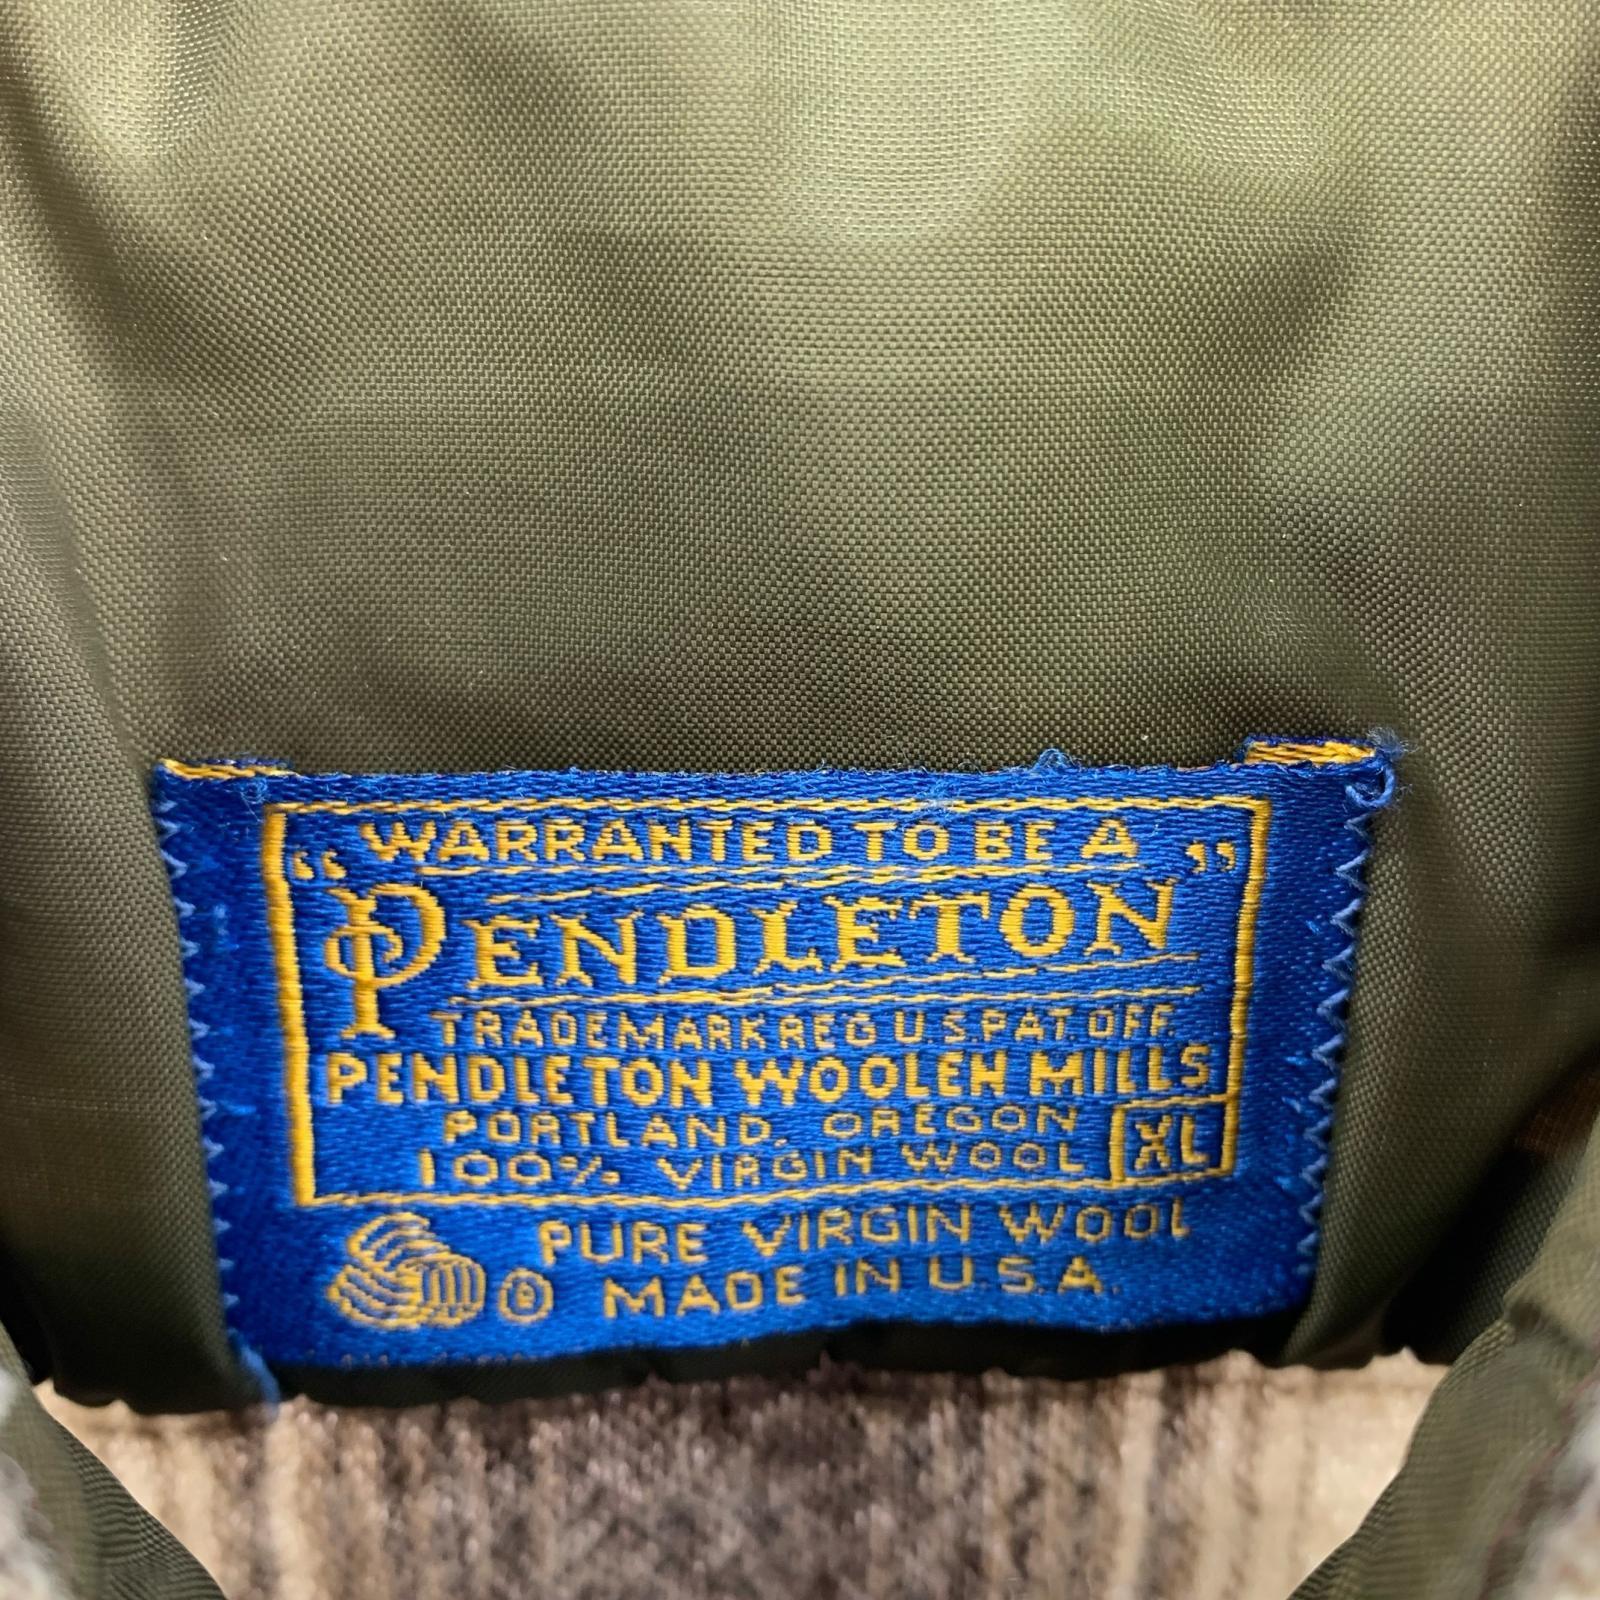 "WARRANTED TO BE A"
PENDLETON
TRADEMARK REG U.S. PAT. OFF.
PENDLETON WOOLEN MILLS
PORTLAND, OREGON
100% VIRGIN WOOL XL
PURE VIRGIN WOOL
® MADE IN U.S.A.